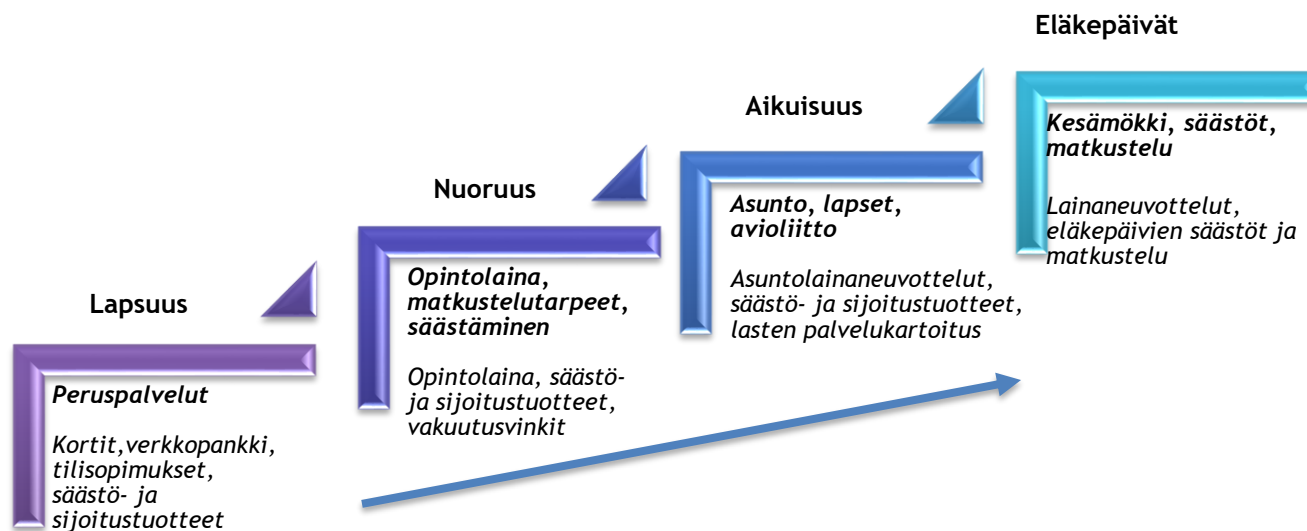 Lapsuus
Peruspalvelut
Kortit,verkkopankki,
tilisopimukset,
säästö- ja
sijoitustuotteet
Nuoruus
Opintolaina,
matkustelutarpeet,
säästäminen
Opintolaina, säästö-
ja sijoitustuotteet,
vakuutusvinkit
Aikuisuus
Asunto, lapset,
avioliitto
Asuntolainaneuvottelut,
säästö- ja sijoitustuotteet,
lasten palvelukartoitus
Eläkepäivät
Kesämökki, säästöt,
matkustelu
Lainaneuvottelut,
eläkepäivien säästöt ja
matkustelu